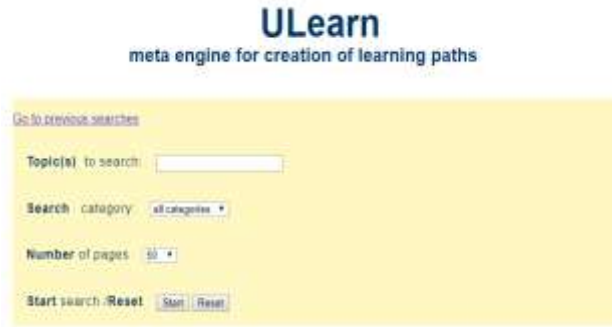 ULearn
meta engine for creation of learning paths
Go to previous searches
Topic(s) to search:
Search category all categories
Number of pages 50
Start search /Reset Start Reset